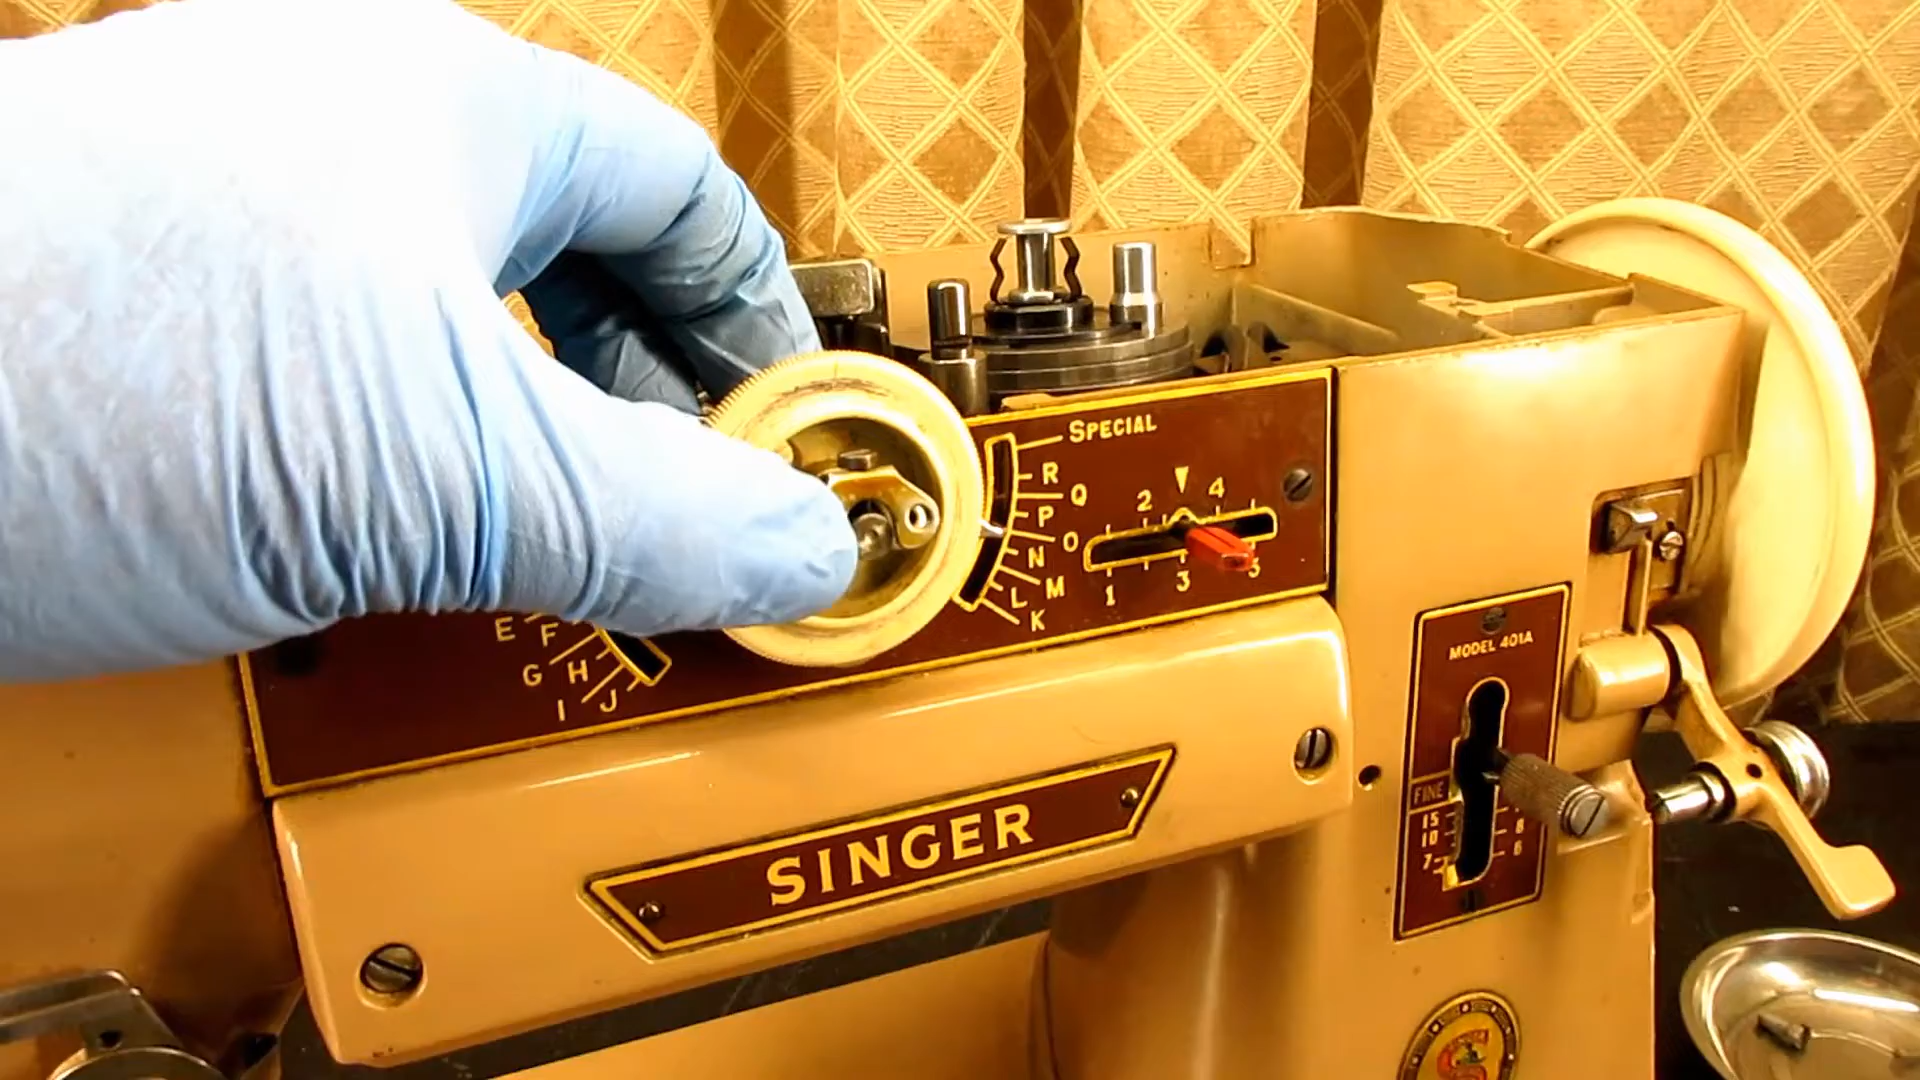 SPECIAL
R
Q
P
O
N
M
L
K
2 4
1 3 5
E F
G H
I J
MODEL 401A
FINE
15
10 8
7 6
SINGER